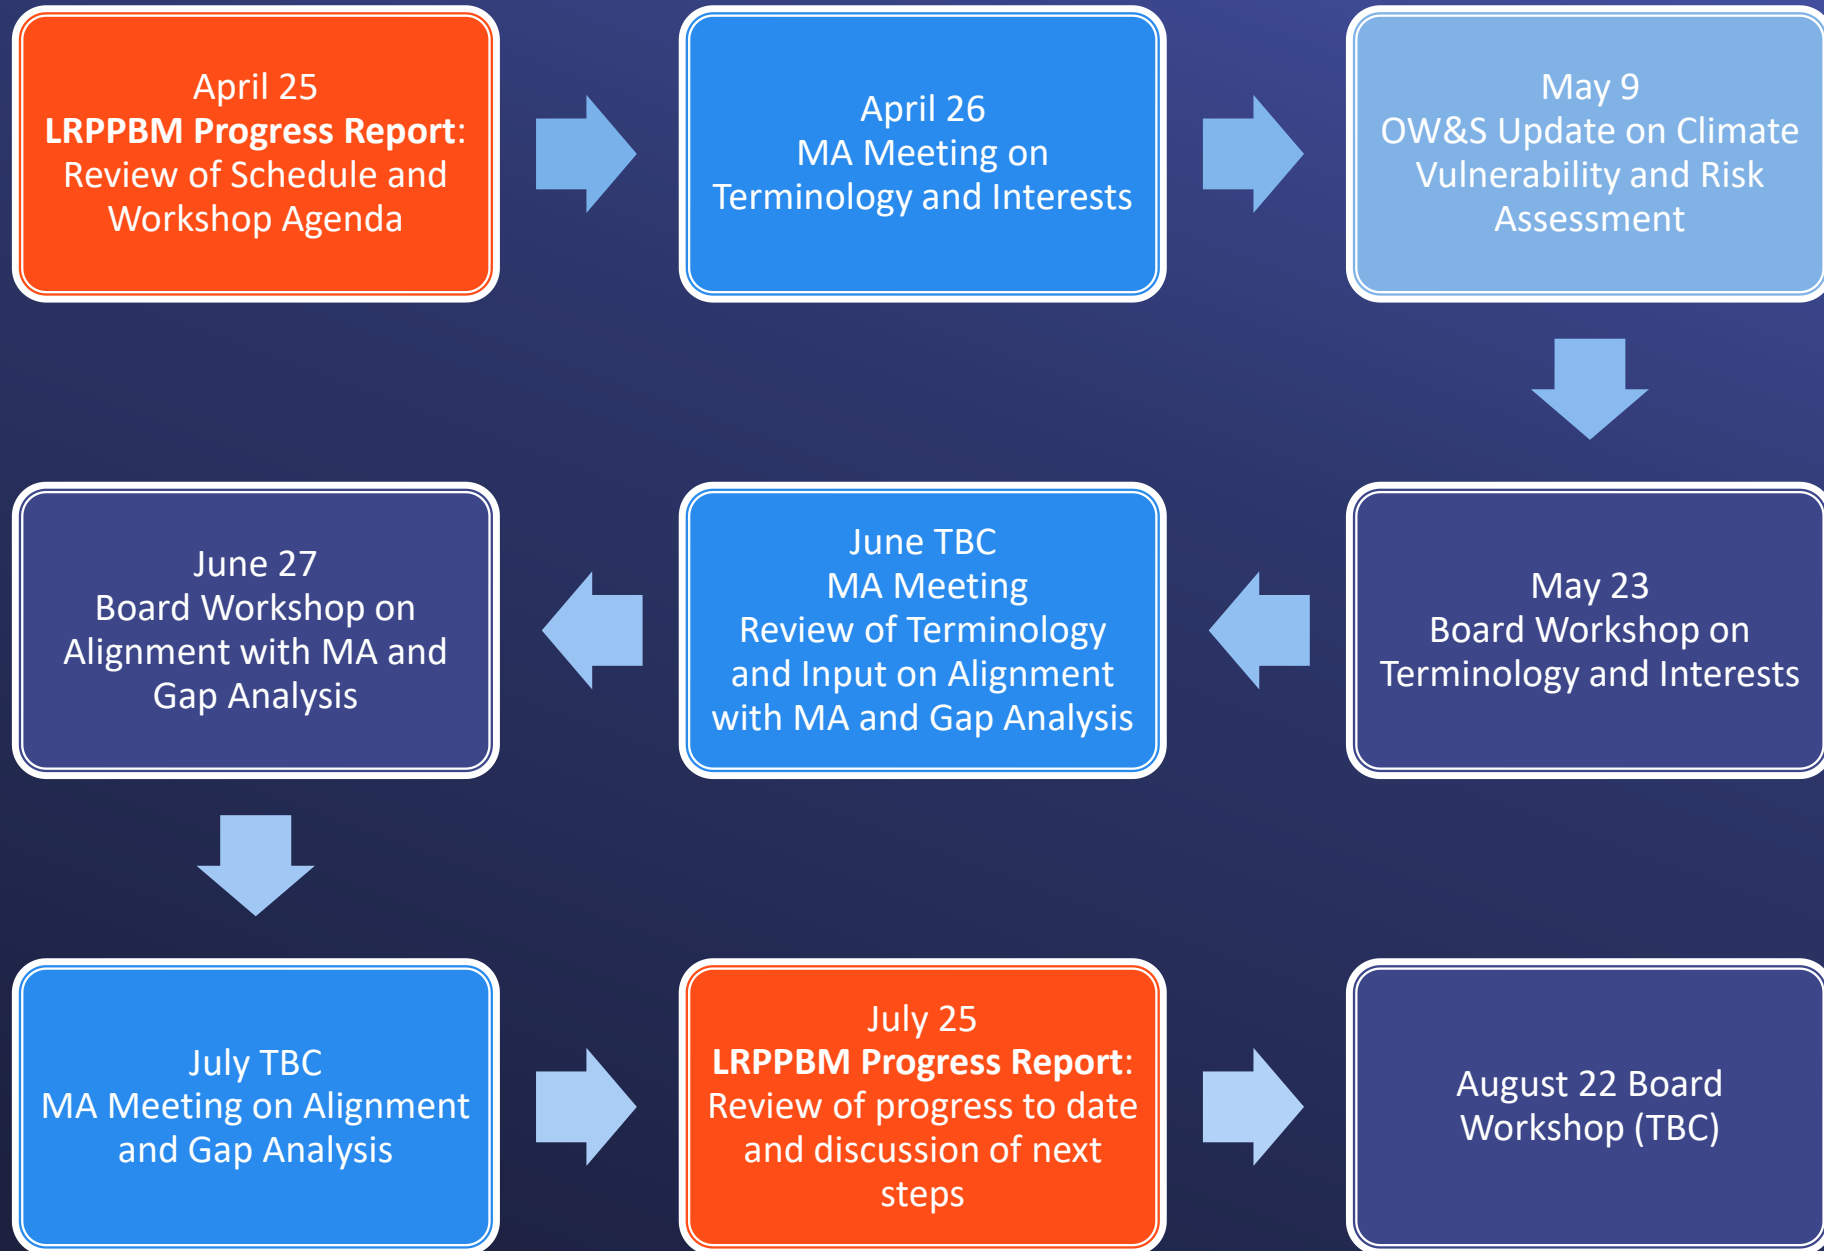 April 25
LRPPBM Progress Report:
Review of Schedule and
Workshop Agenda
April 26
MA Meeting on
Terminology and Interests
May 9
OW&S Update on Climate
Vulnerability and Risk
Assessment
May 23
Board Workshop on
Terminology and Interests
June TBC
MA Meeting
Review of Terminology
and Input on Alignment
with MA and Gap Analysis
June 27
Board Workshop on
Alignment with MA and
Gap Analysis
July TBC
MA Meeting on Alignment
and Gap Analysis
July 25
LRPPBM Progress Report:
Review of progress to date
and discussion of next
steps
August 22 Board
Workshop (TBC)